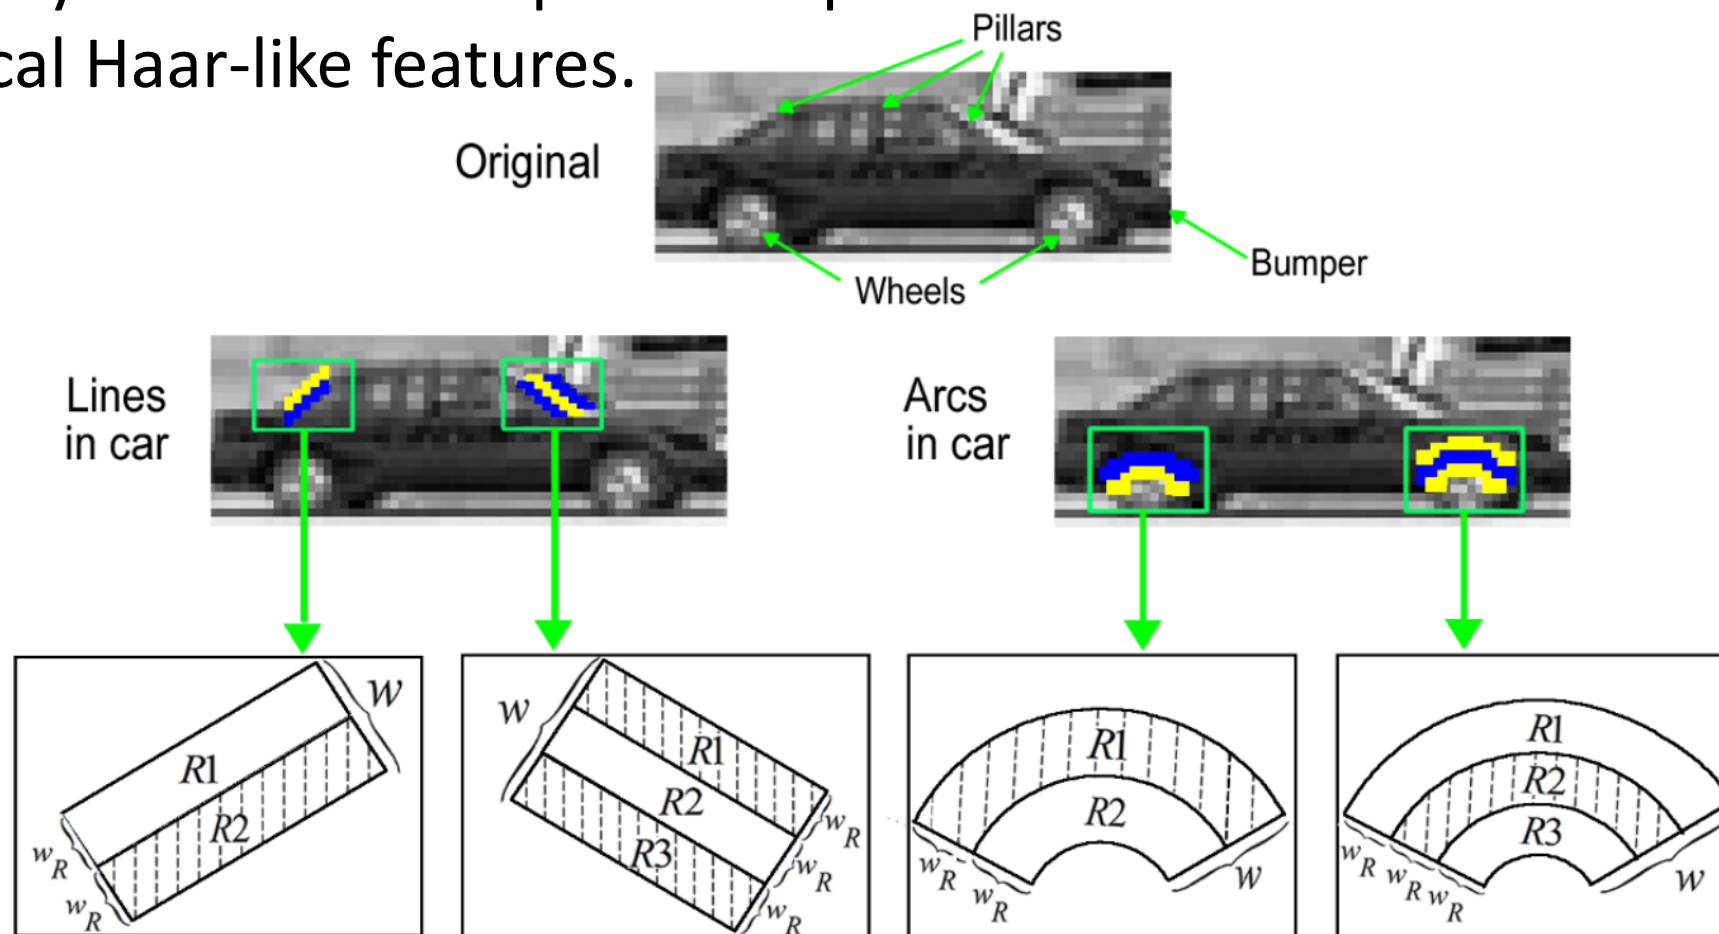 cal Haar-like features.
Pillars
Original
Bumper
Wheels
Lines
in car
Arcs
in car
w
R1
R2
wR
wR
w
R1
R2
R3
wR
wR
wR
R1
R2
wR
wR
w
R1
R2
R3
wR
wR
wR
w